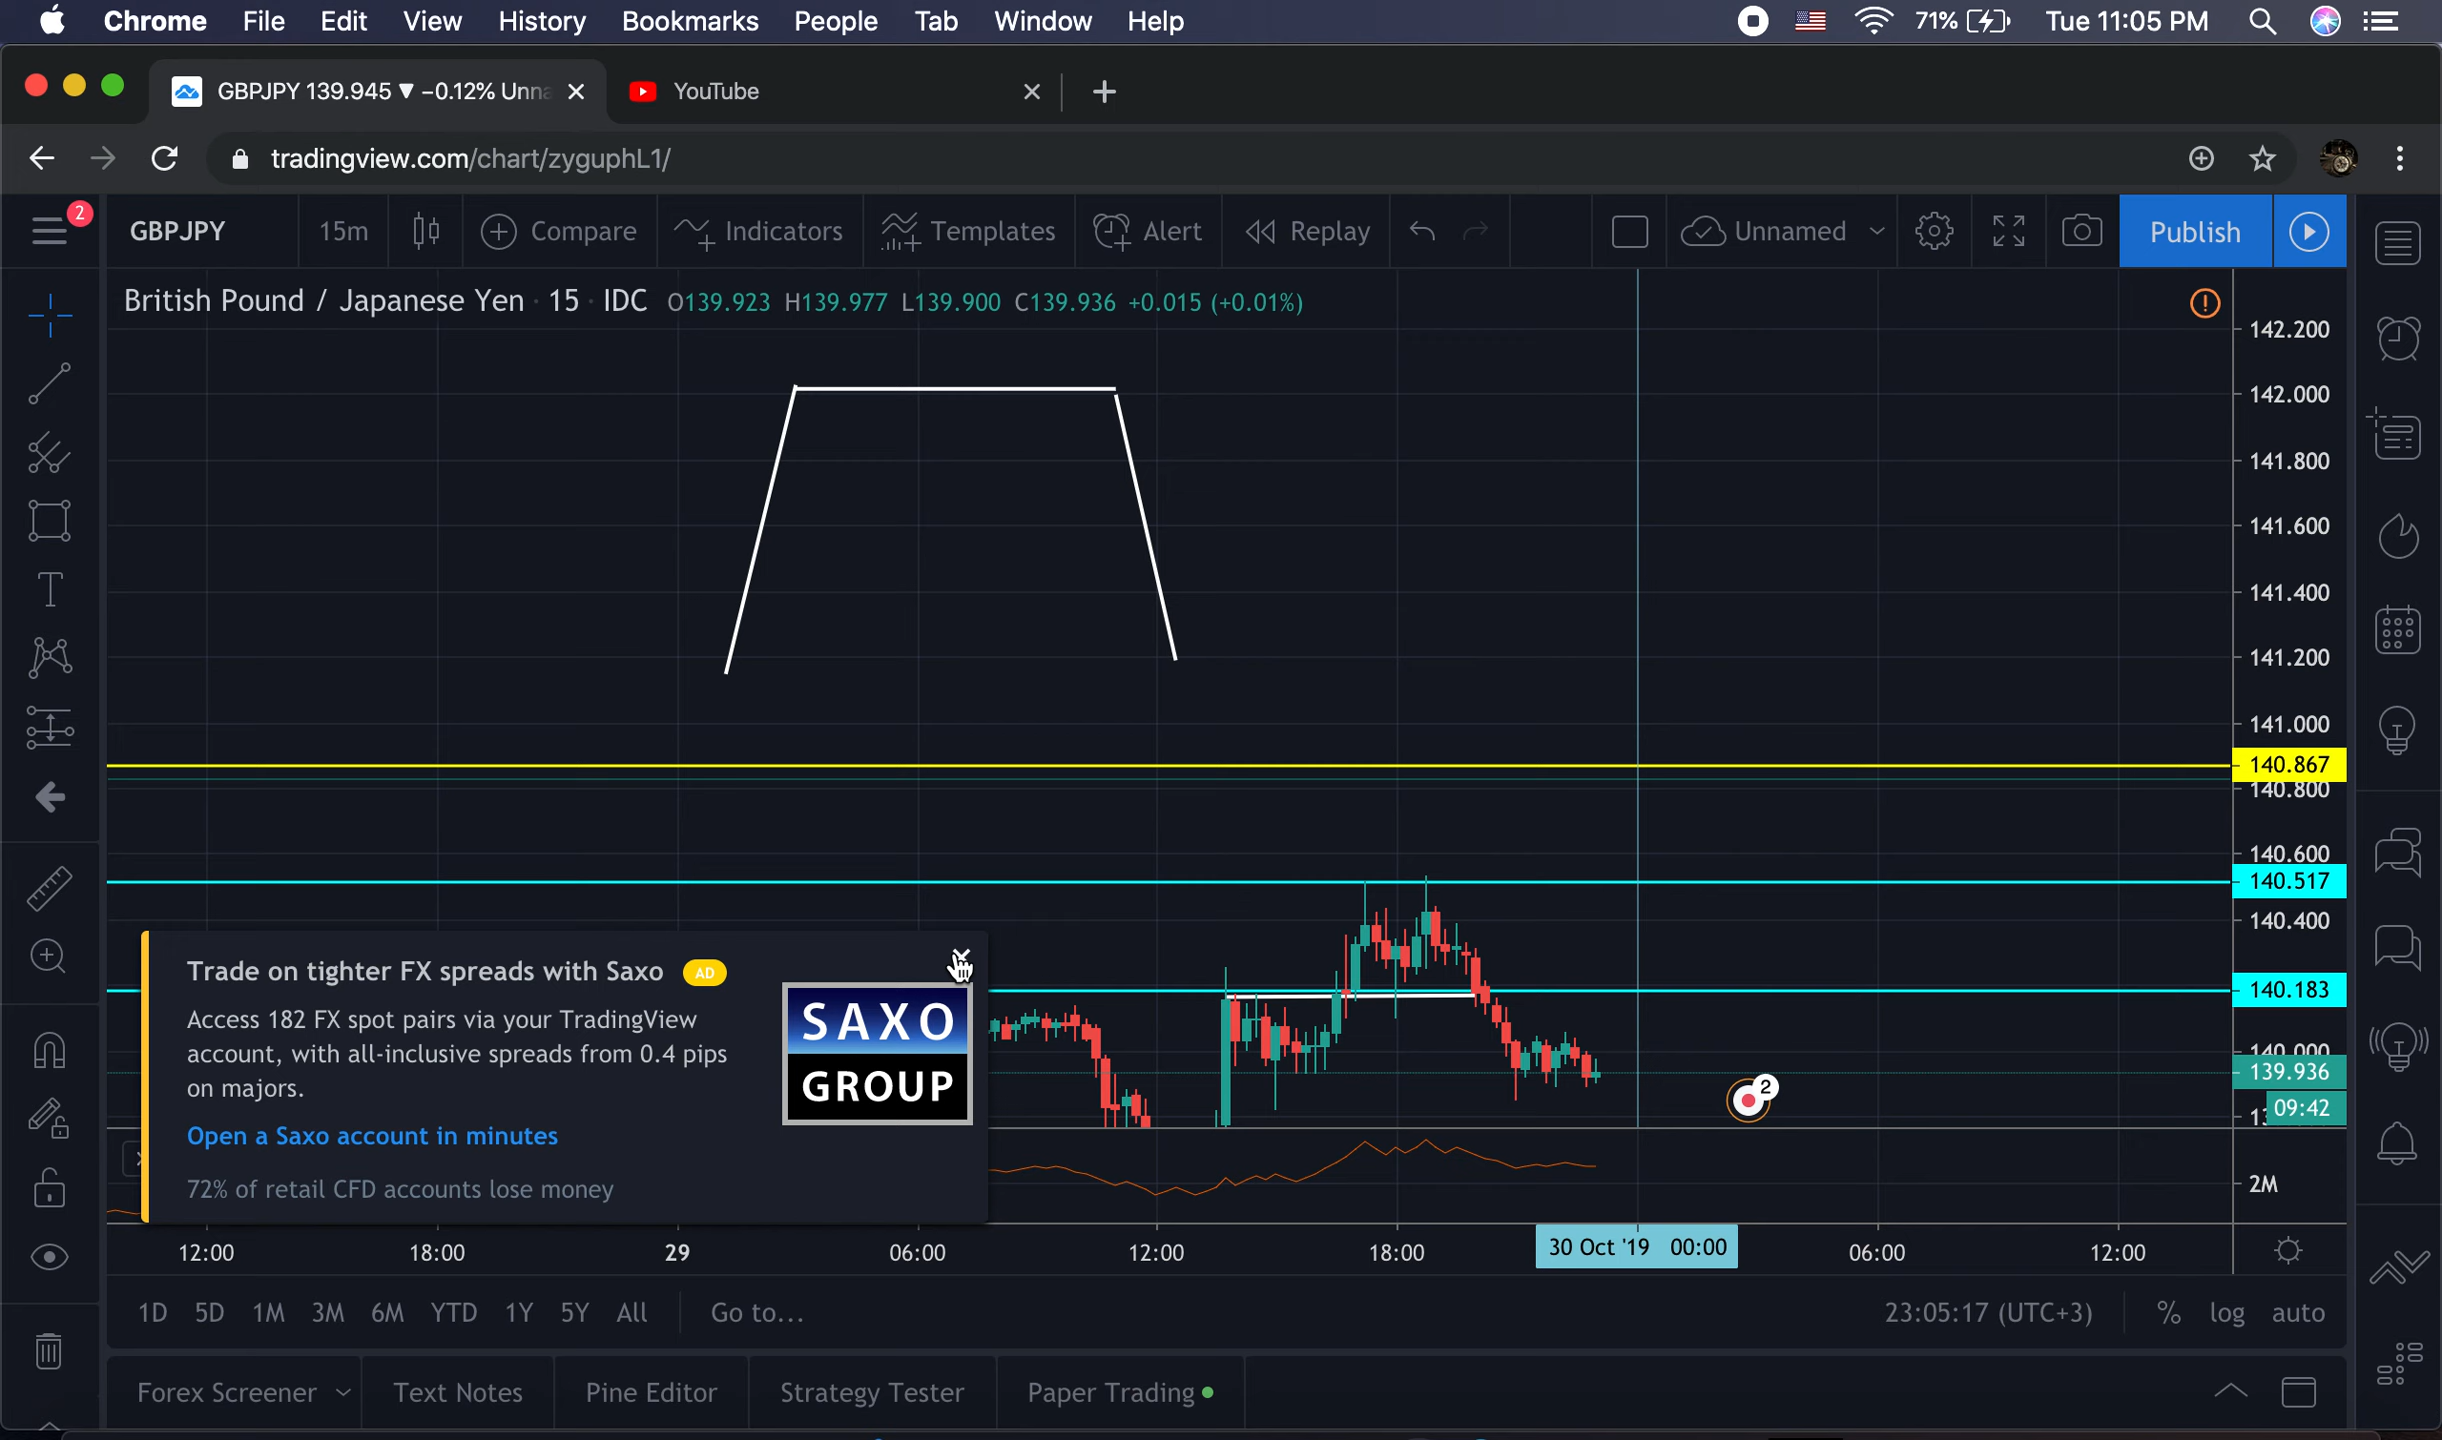 Chrome File Edit View History Bookmarks People Tab Window Help 71% Tue 11:05 PM
GBPJPY 139.945 ▼ −0.12% Unna YouTube
tradingview.com/chart/zyguphL1/
2
GBPJPY 15m Compare Indicators Templates Alert Replay Unnamed Publish
British Pound / Japanese Yen · 15 · IDC O139.923 H139.977 L139.900 C139.936 +0.015 (+0.01%)
142.200
142.000
141.800
141.600
141.400
141.200
141.000
140.867
140.800
140.600
140.517
140.400
140.183
140.000
139.936
09:42
2M
Trade on tighter FX spreads with Saxo AD
Access 182 FX spot pairs via your TradingView
account, with all-inclusive spreads from 0.4 pips
on majors.
Open a Saxo account in minutes
72% of retail CFD accounts lose money
SAXO
GROUP
2
12:00 18:00 29 06:00 12:00 18:00 30 Oct '19 00:00 06:00 12:00
1D 5D 1M 3M 6M YTD 1Y 5Y All Go to... 23:05:17 (UTC+3) % log auto
Forex Screener Text Notes Pine Editor Strategy Tester Paper Trading